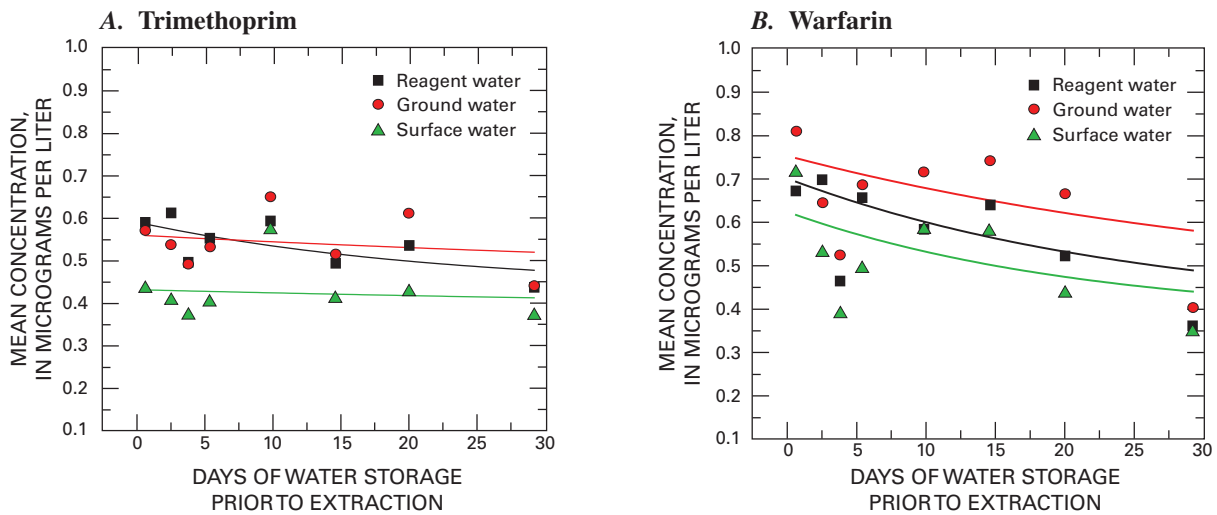 A. Trimethoprim
1.0
0.9
0.8
0.7
0.6
0.5
0.4
0.3
0.2
0.1
MEAN CONCENTRATION,
IN MICROGRAMS PER LITER
Reagent water
Ground water
Surface water
0 5 10 15 20 25 30
DAYS OF WATER STORAGE
PRIOR TO EXTRACTION
B. Warfarin
1.0
0.9
0.8
0.7
0.6
0.5
0.4
0.3
0.2
0.1
MEAN CONCENTRATION,
IN MICROGRAMS PER LITER
Reagent water
Ground water
Surface water
0 5 10 15 20 25 30
DAYS OF WATER STORAGE
PRIOR TO EXTRACTION